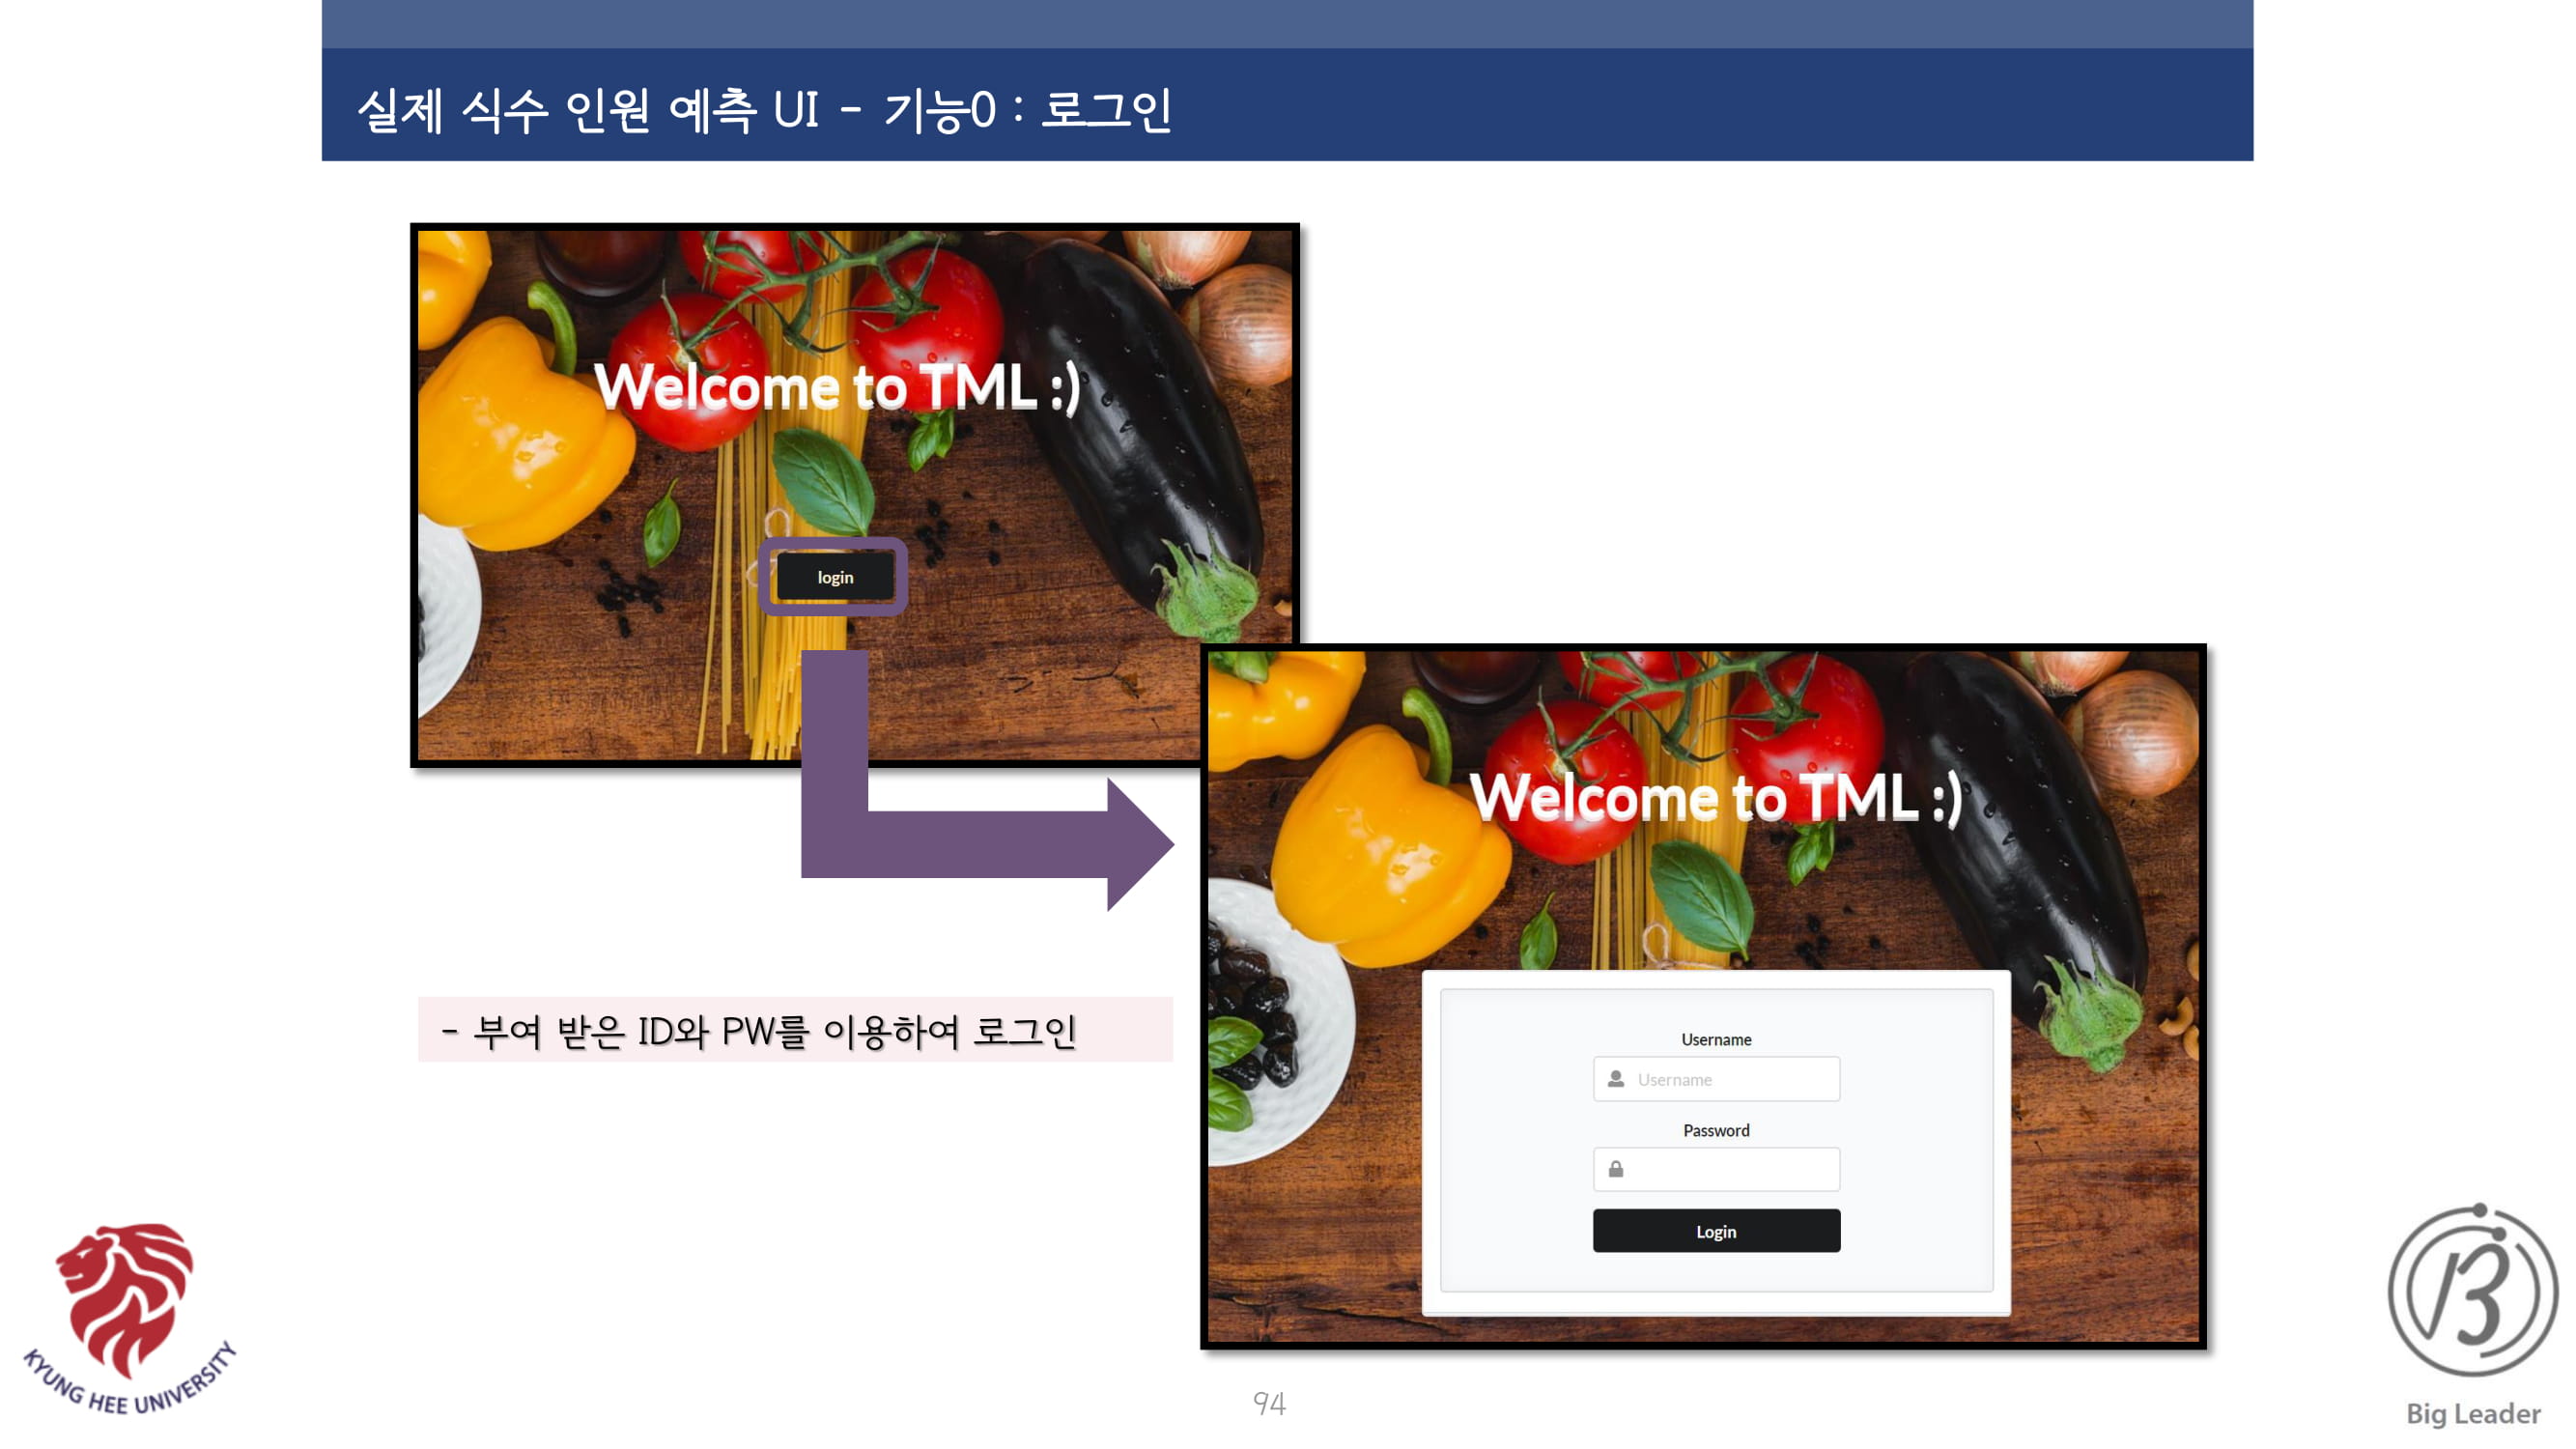 실제 식수 인원 예측 UI - 기능0 : 로그인
Welcome to TML :)
login
Welcome to TML :)
Username
Username
Password
Login
- 부여 받은 ID와 PW를 이용하여 로그인
KYUNG HEE UNIVERSITY
94
Big Leader